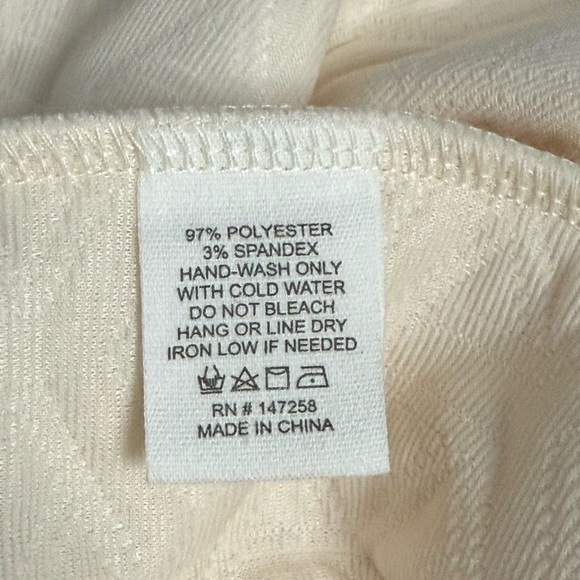 97% POLYESTER
3% SPANDEX
HAND-WASH ONLY
WITH COLD WATER
DO NOT BLEACH
HANG OR LINE DRY
IRON LOW IF NEEDED
RN # 147258
MADE IN CHINA